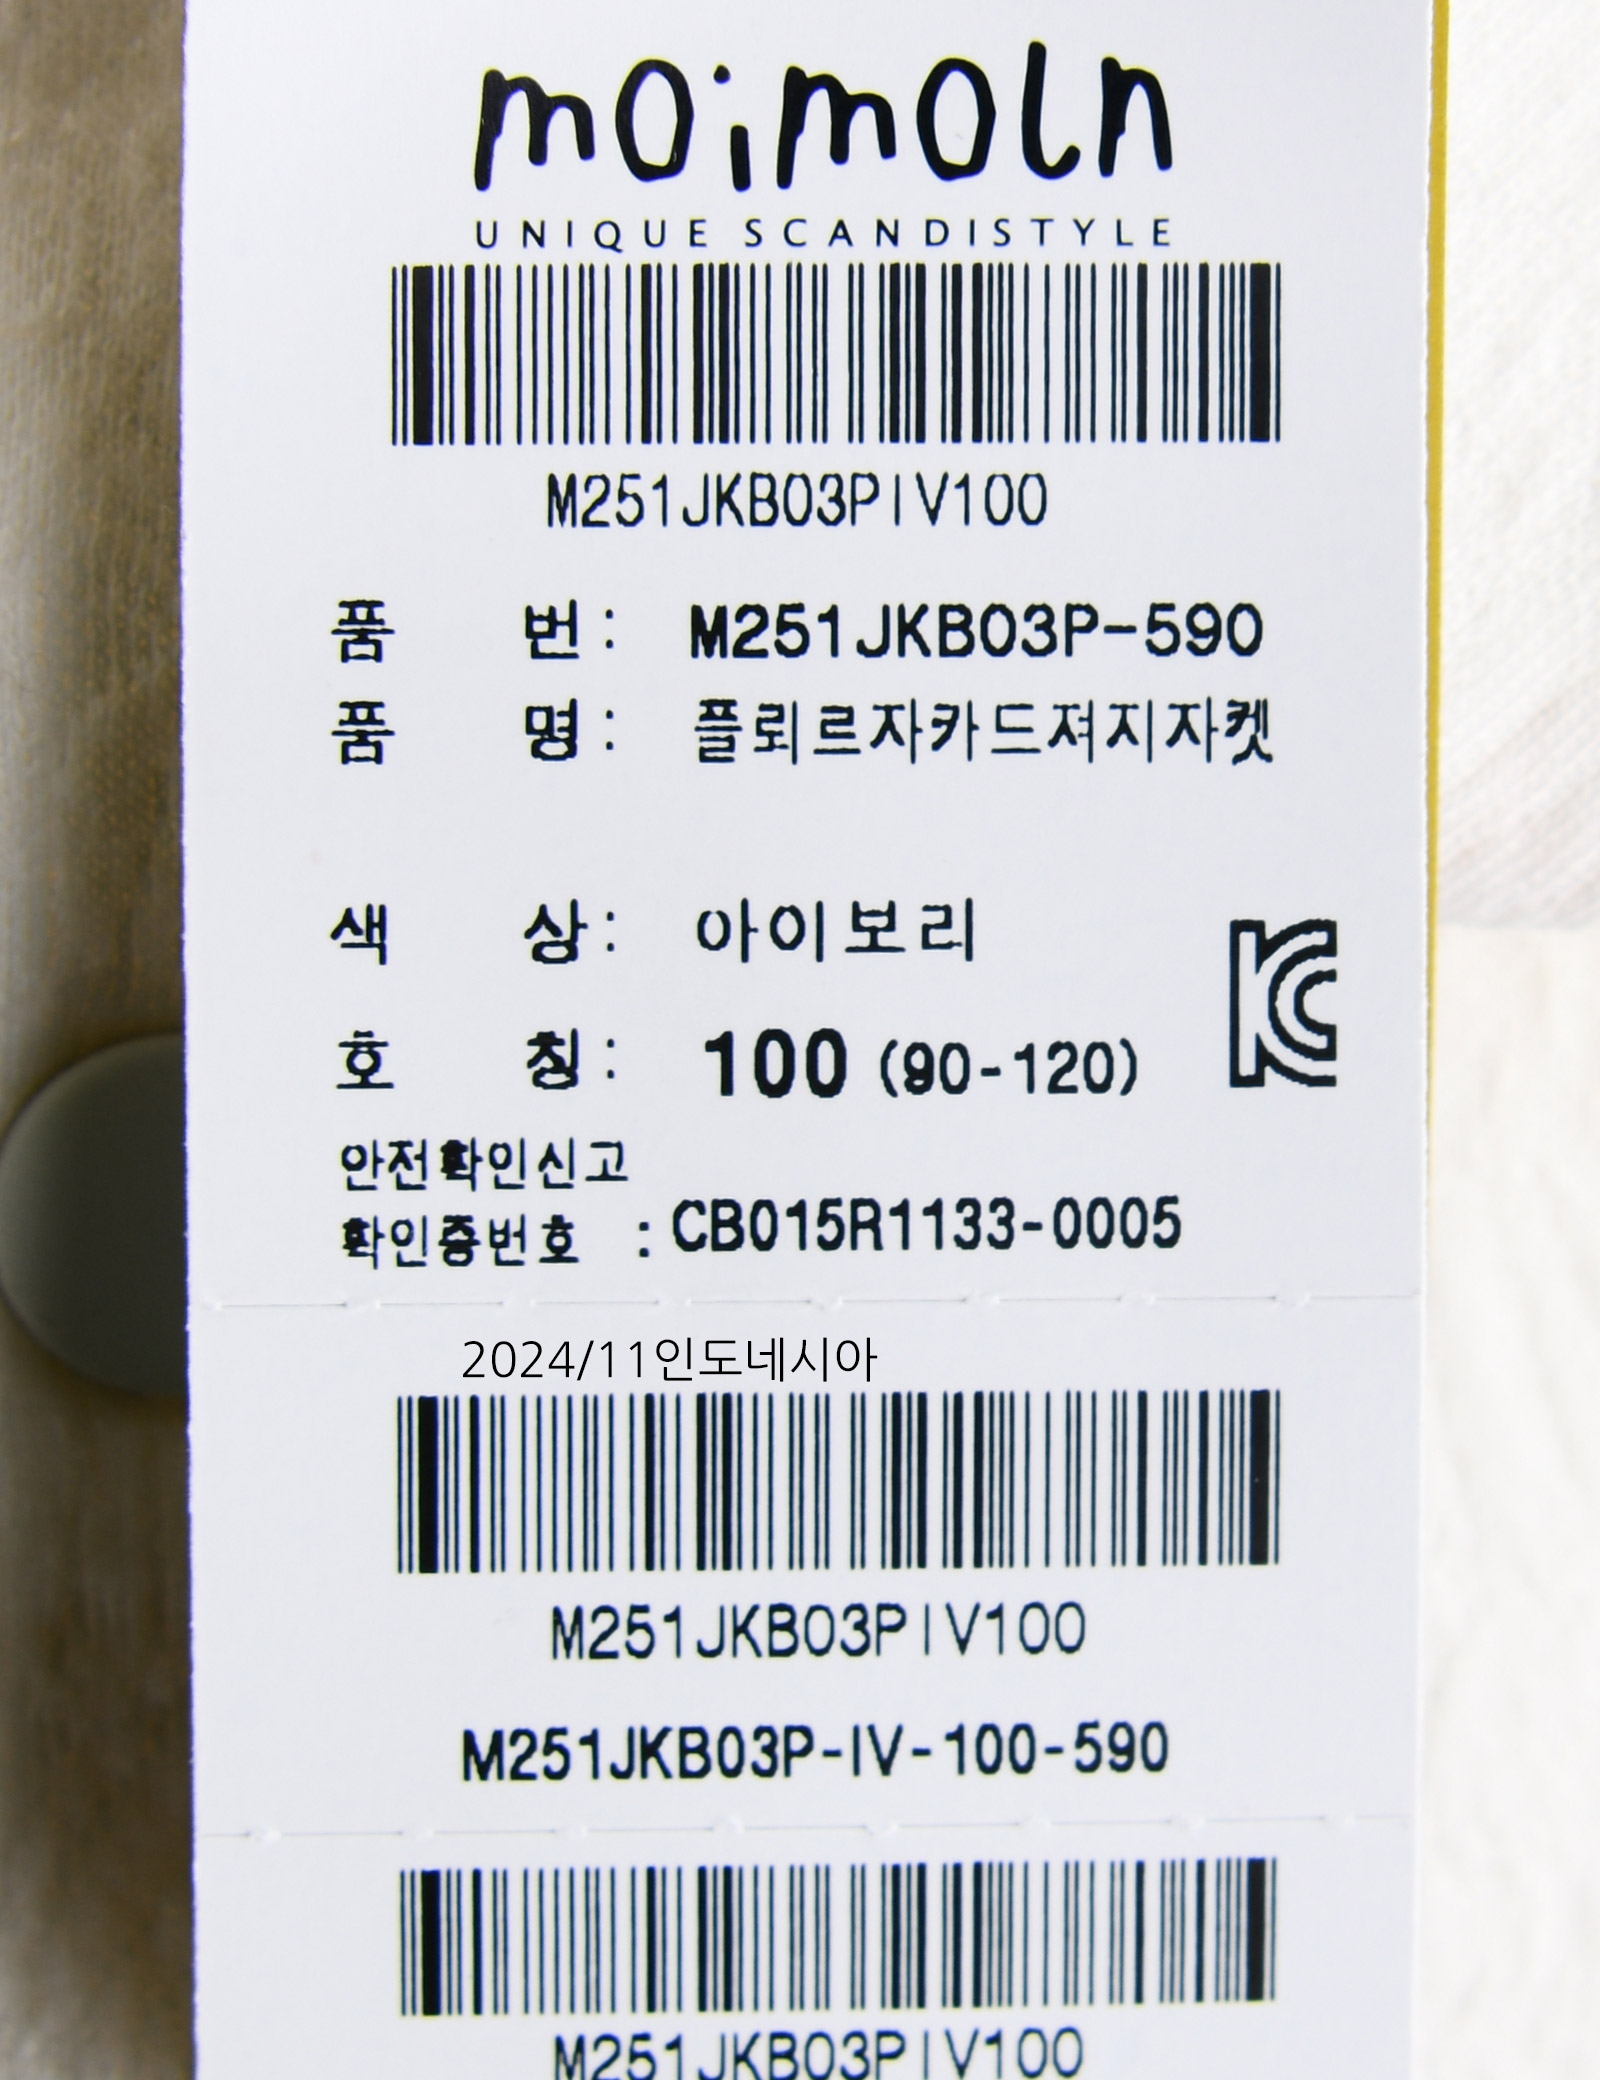 moimoln
UNIQUE SCANDISTYLE
M251JKB03PIV100
품 번: M251JKB03P-590
품 명: 플뢰르자카드져지자켓
색 상: 아이보리
호 칭: 100 (90-120)
안전확인신고
확인증번호 : CB015R1133-0005
2024/11인도네시아
M251JKB03PIV100
M251JKB03P-IV-100-590
M251JKB03PIV100